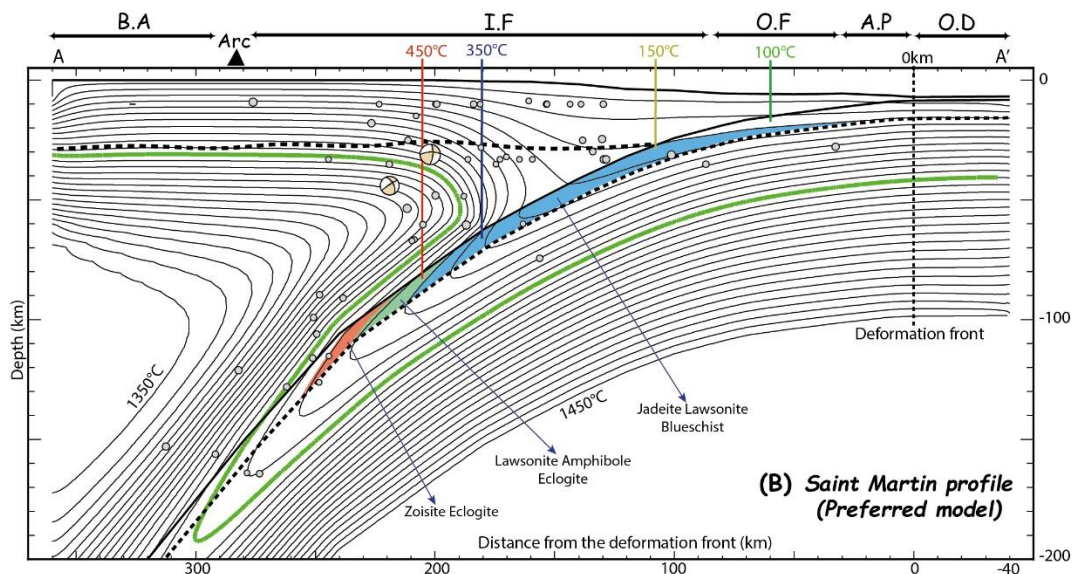 B.A I.F O.F A.P O.D
Arc
A 450°C 350°C 150°C 100°C 0km A'
0
-100
-200
Depth (km)
1350°C
1450°C
Deformation front
Jadeite Lawsonite
Blueschist
Lawsonite Amphibole
Eclogite
Zoisite Eclogite
(B) Saint Martin profile
(Preferred model)
Distance from the deformation front (km)
300 200 100 0 -40